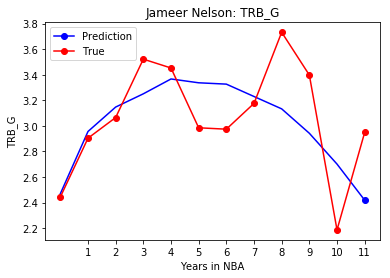 Jameer Nelson: TRB_G
Prediction
True
3.8
3.6
3.4
3.2
3.0
2.8
2.6
2.4
2.2
TRB_G
1 2 3 4 5 6 7 8 9 10 11
Years in NBA